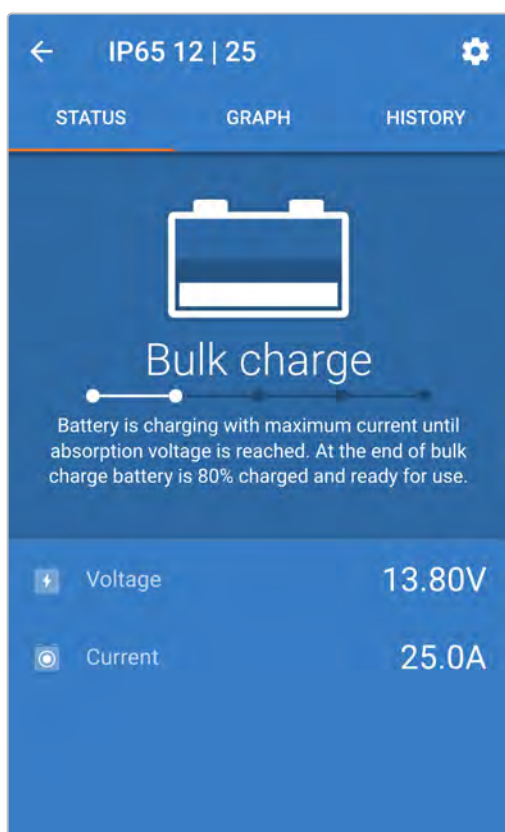 IP65 12 | 25
STATUS GRAPH HISTORY
Bulk charge
Battery is charging with maximum current until
absorption voltage is reached. At the end of bulk
charge battery is 80% charged and ready for use.
Voltage 13.80V
Current 25.0A